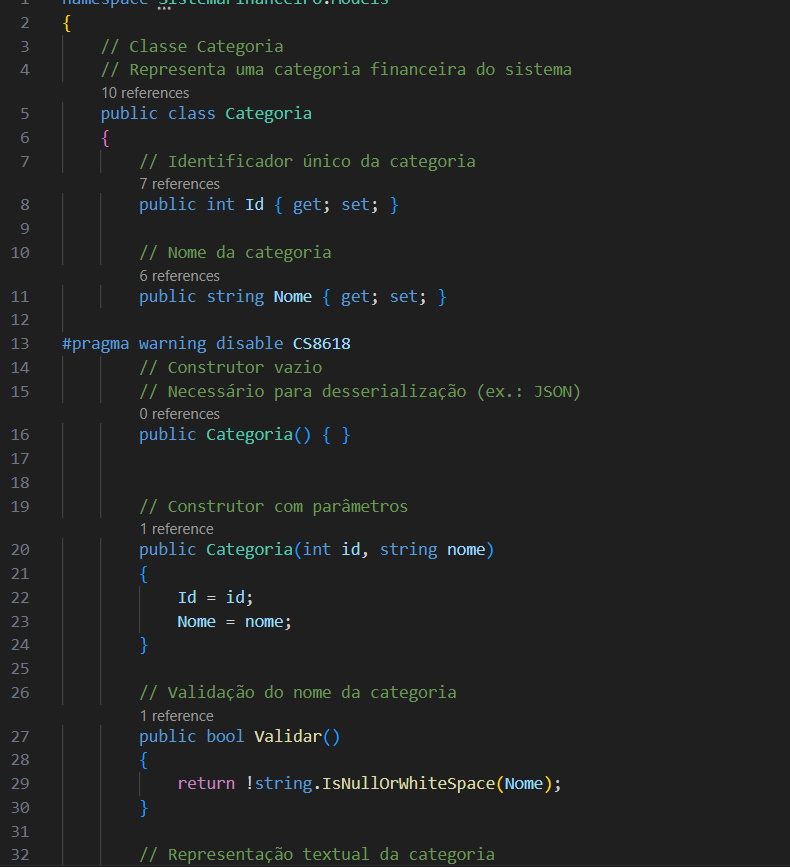 1 namespace SistemaFinanceiro.Models
2 {
3 // Classe Categoria
4 // Representa uma categoria financeira do sistema
10 references
5 public class Categoria
6 {
7 // Identificador único da categoria
7 references
8 public int Id { get; set; }
9
10 // Nome da categoria
6 references
11 public string Nome { get; set; }
12
13 #pragma warning disable CS8618
14 // Construtor vazio
15 // Necessário para desserialização (ex.: JSON)
0 references
16 public Categoria() { }
17
18
19 // Construtor com parâmetros
1 reference
20 public Categoria(int id, string nome)
21 {
22 Id = id;
23 Nome = nome;
24 }
25
26 // Validação do nome da categoria
1 reference
27 public bool Validar()
28 {
29 return !string.IsNullOrWhiteSpace(Nome);
30 }
31
32 // Representação textual da categoria